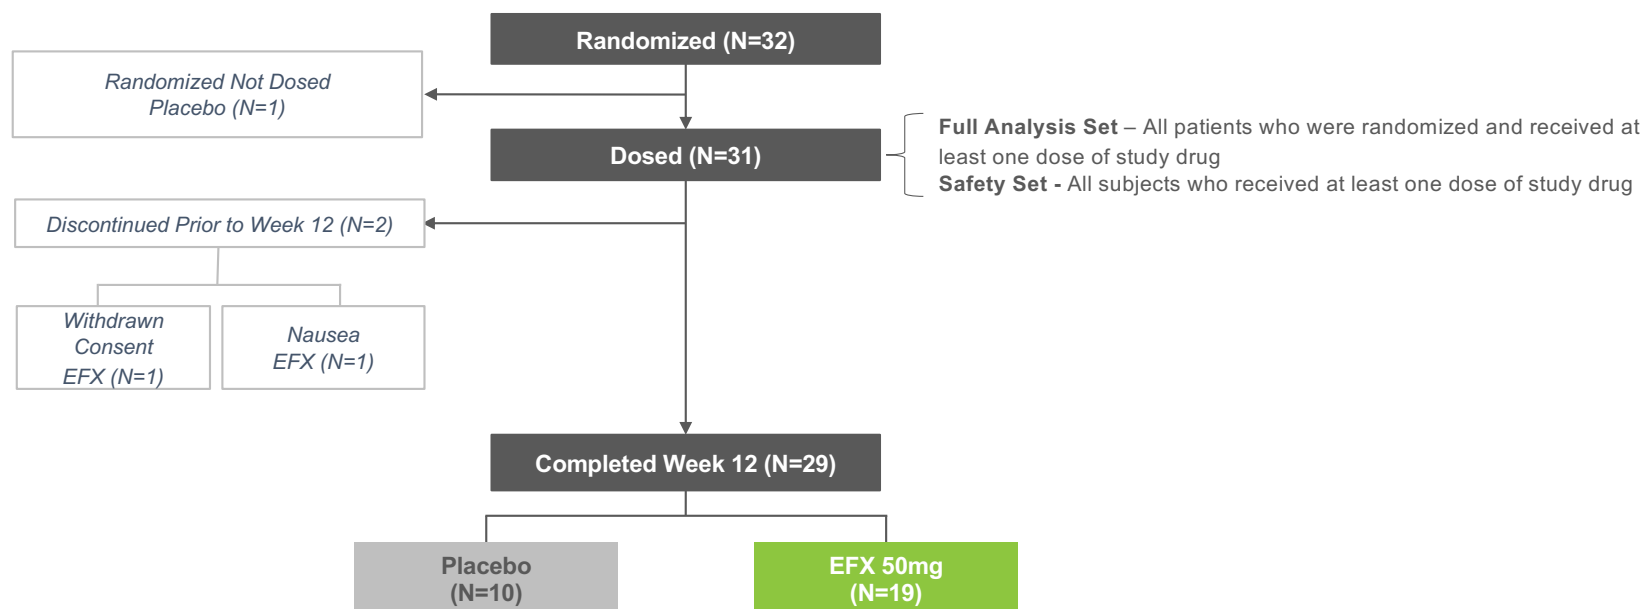 Randomized (N=32)
Randomized Not Dosed
Placebo (N=1)
Dosed (N=31)
Full Analysis Set – All patients who were randomized and received at
least one dose of study drug
Safety Set - All subjects who received at least one dose of study drug
Discontinued Prior to Week 12 (N=2)
Withdrawn
Consent
EFX (N=1)
Nausea
EFX (N=1)
Completed Week 12 (N=29)
Placebo
(N=10)
EFX 50mg
(N=19)